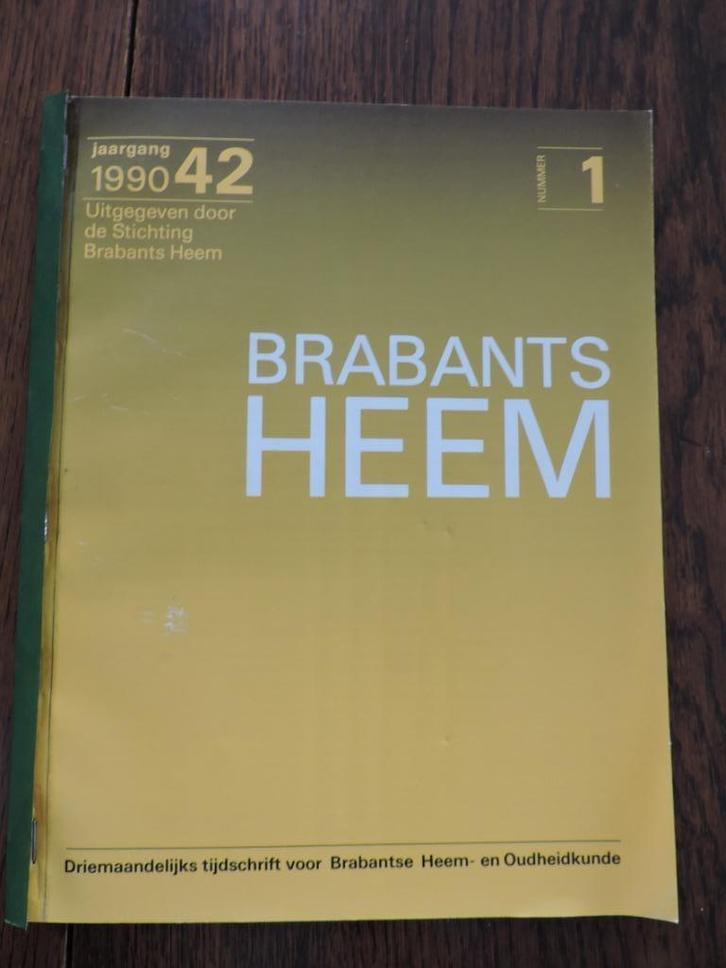 jaargang
1990 42
Uitgegeven door
de Stichting
Brabants Heem
NUMMER 1
BRABANTS
HEEM
Driemaandelijks tijdschrift voor Brabantse Heem- en Oudheidkunde